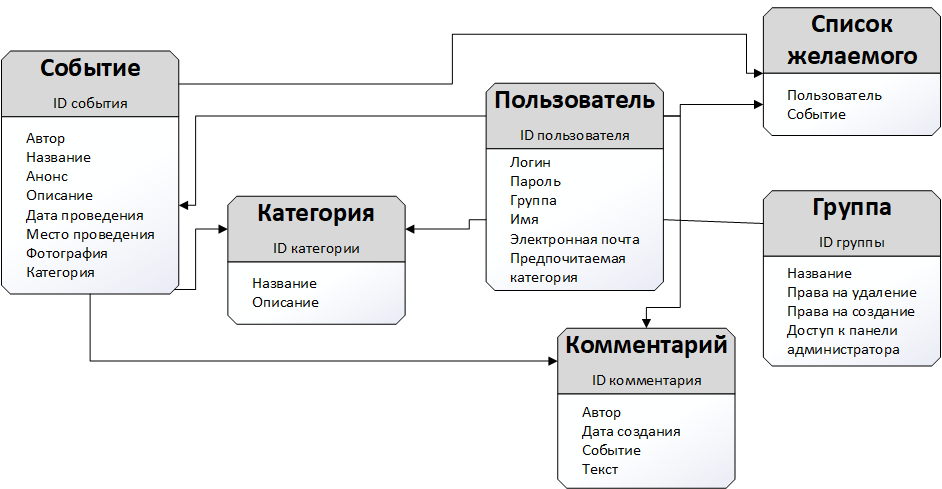 Событие
ID события
Автор
Название
Анонс
Описание
Дата проведения
Место проведения
Фотография
Категория
Категория
ID категории
Название
Описание
Пользователь
ID пользователя
Логин
Пароль
Группа
Имя
Электронная почта
Предпочитаемая
категория
Список
желаемого
Пользователь
Событие
Группа
ID группы
Название
Права на удаление
Права на создание
Доступ к панели
администратора
Комментарий
ID комментария
Автор
Дата создания
Событие
Текст